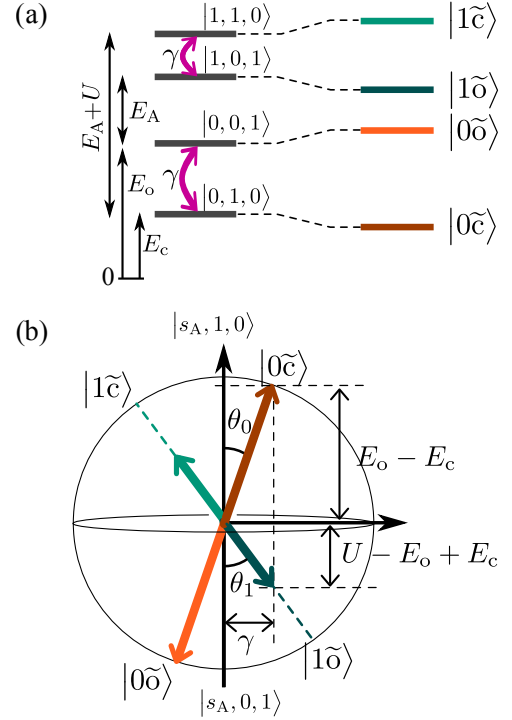 (a)
|1,1,0⟩
|1c̃⟩
γ
|1,0,1⟩
|1õ⟩
E_A+U
E_A
|0,0,1⟩
|0õ⟩
E_o
γ
|0,1,0⟩
|0c̃⟩
E_c
0
(b)
|s_A,1,0⟩
|1c̃⟩
|0c̃⟩
θ_0
E_o − E_c
U − E_o + E_c
θ_1
γ
|1õ⟩
|0õ⟩
|s_A,0,1⟩